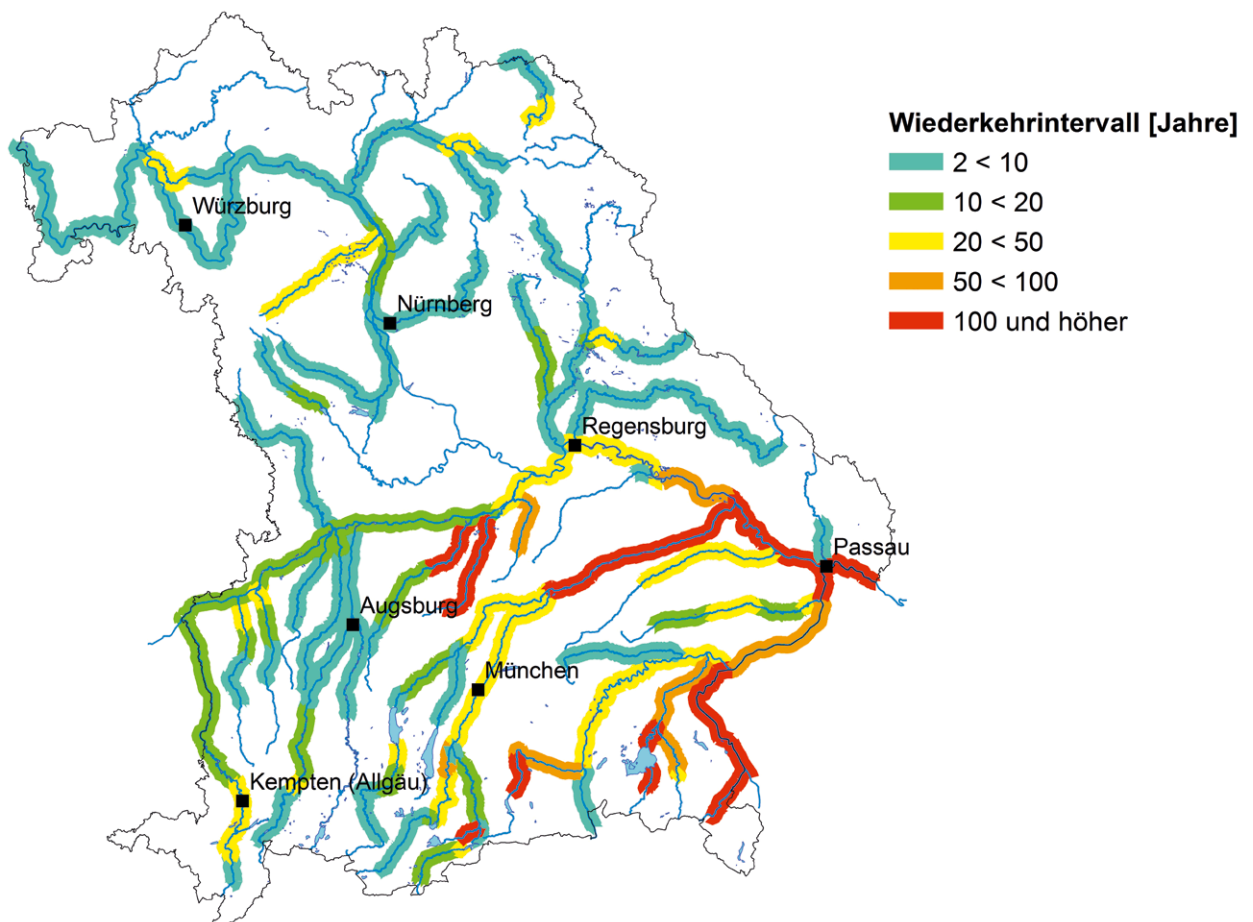 Wiederkehrintervall [Jahre]
2 < 10
10 < 20
20 < 50
50 < 100
100 und höher
Würzburg
Nürnberg
Regensburg
Passau
Augsburg
München
Kempten (Allgäu)